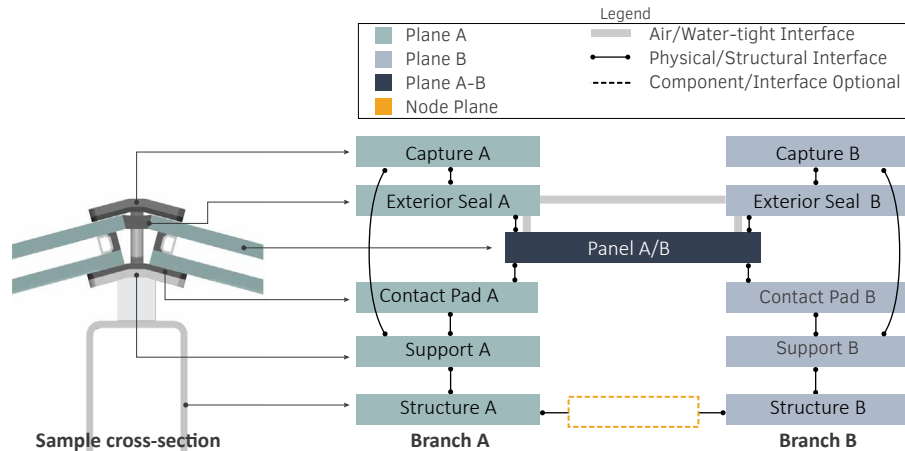 Legend
Plane A
Air/Water-tight Interface
Plane B
Physical/Structural Interface
Plane A-B
Component/Interface Optional
Node Plane
Capture A
Capture B
Exterior Seal A
Exterior Seal B
Panel A/B
Contact Pad A
Contact Pad B
Support A
Support B
Structure A
Structure B
Sample cross-section
Branch A
Branch B